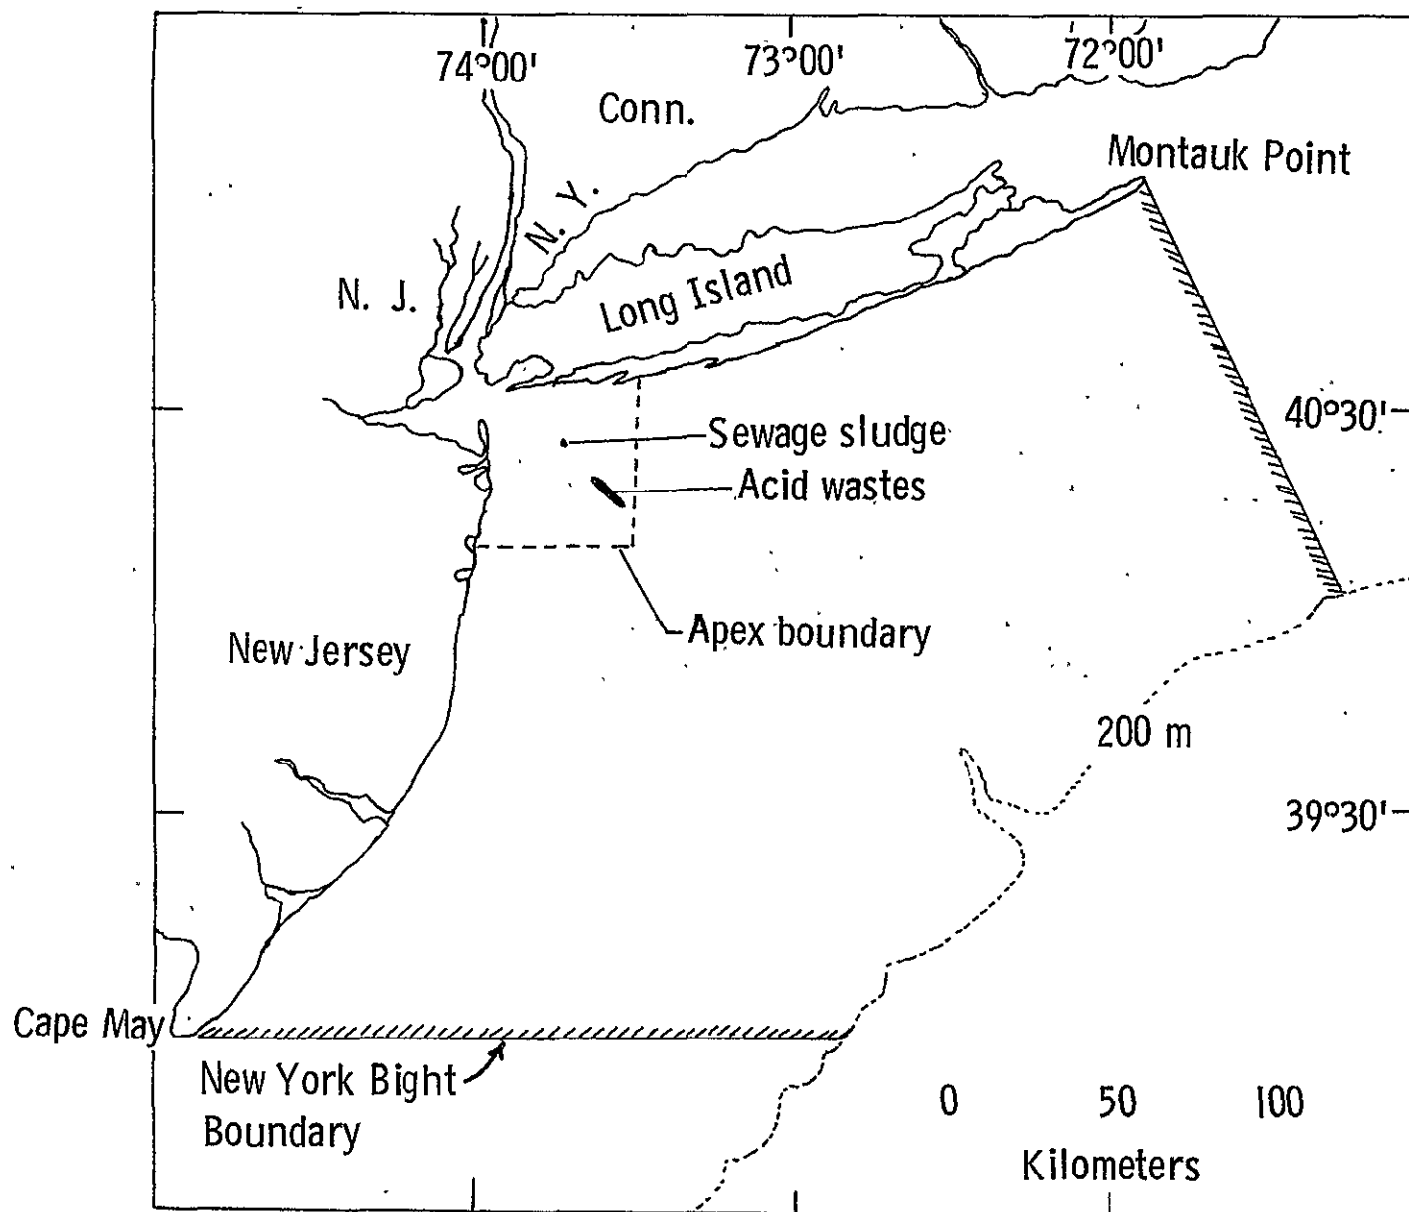 74°00'
73°00'
72°00'
Conn.
Montauk Point
N. Y.
N. J.
Long Island
40°30'
Sewage sludge
Acid wastes
Apex boundary
New Jersey
200 m
39°30'
Cape May
New York Bight
Boundary
0 50 100
Kilometers